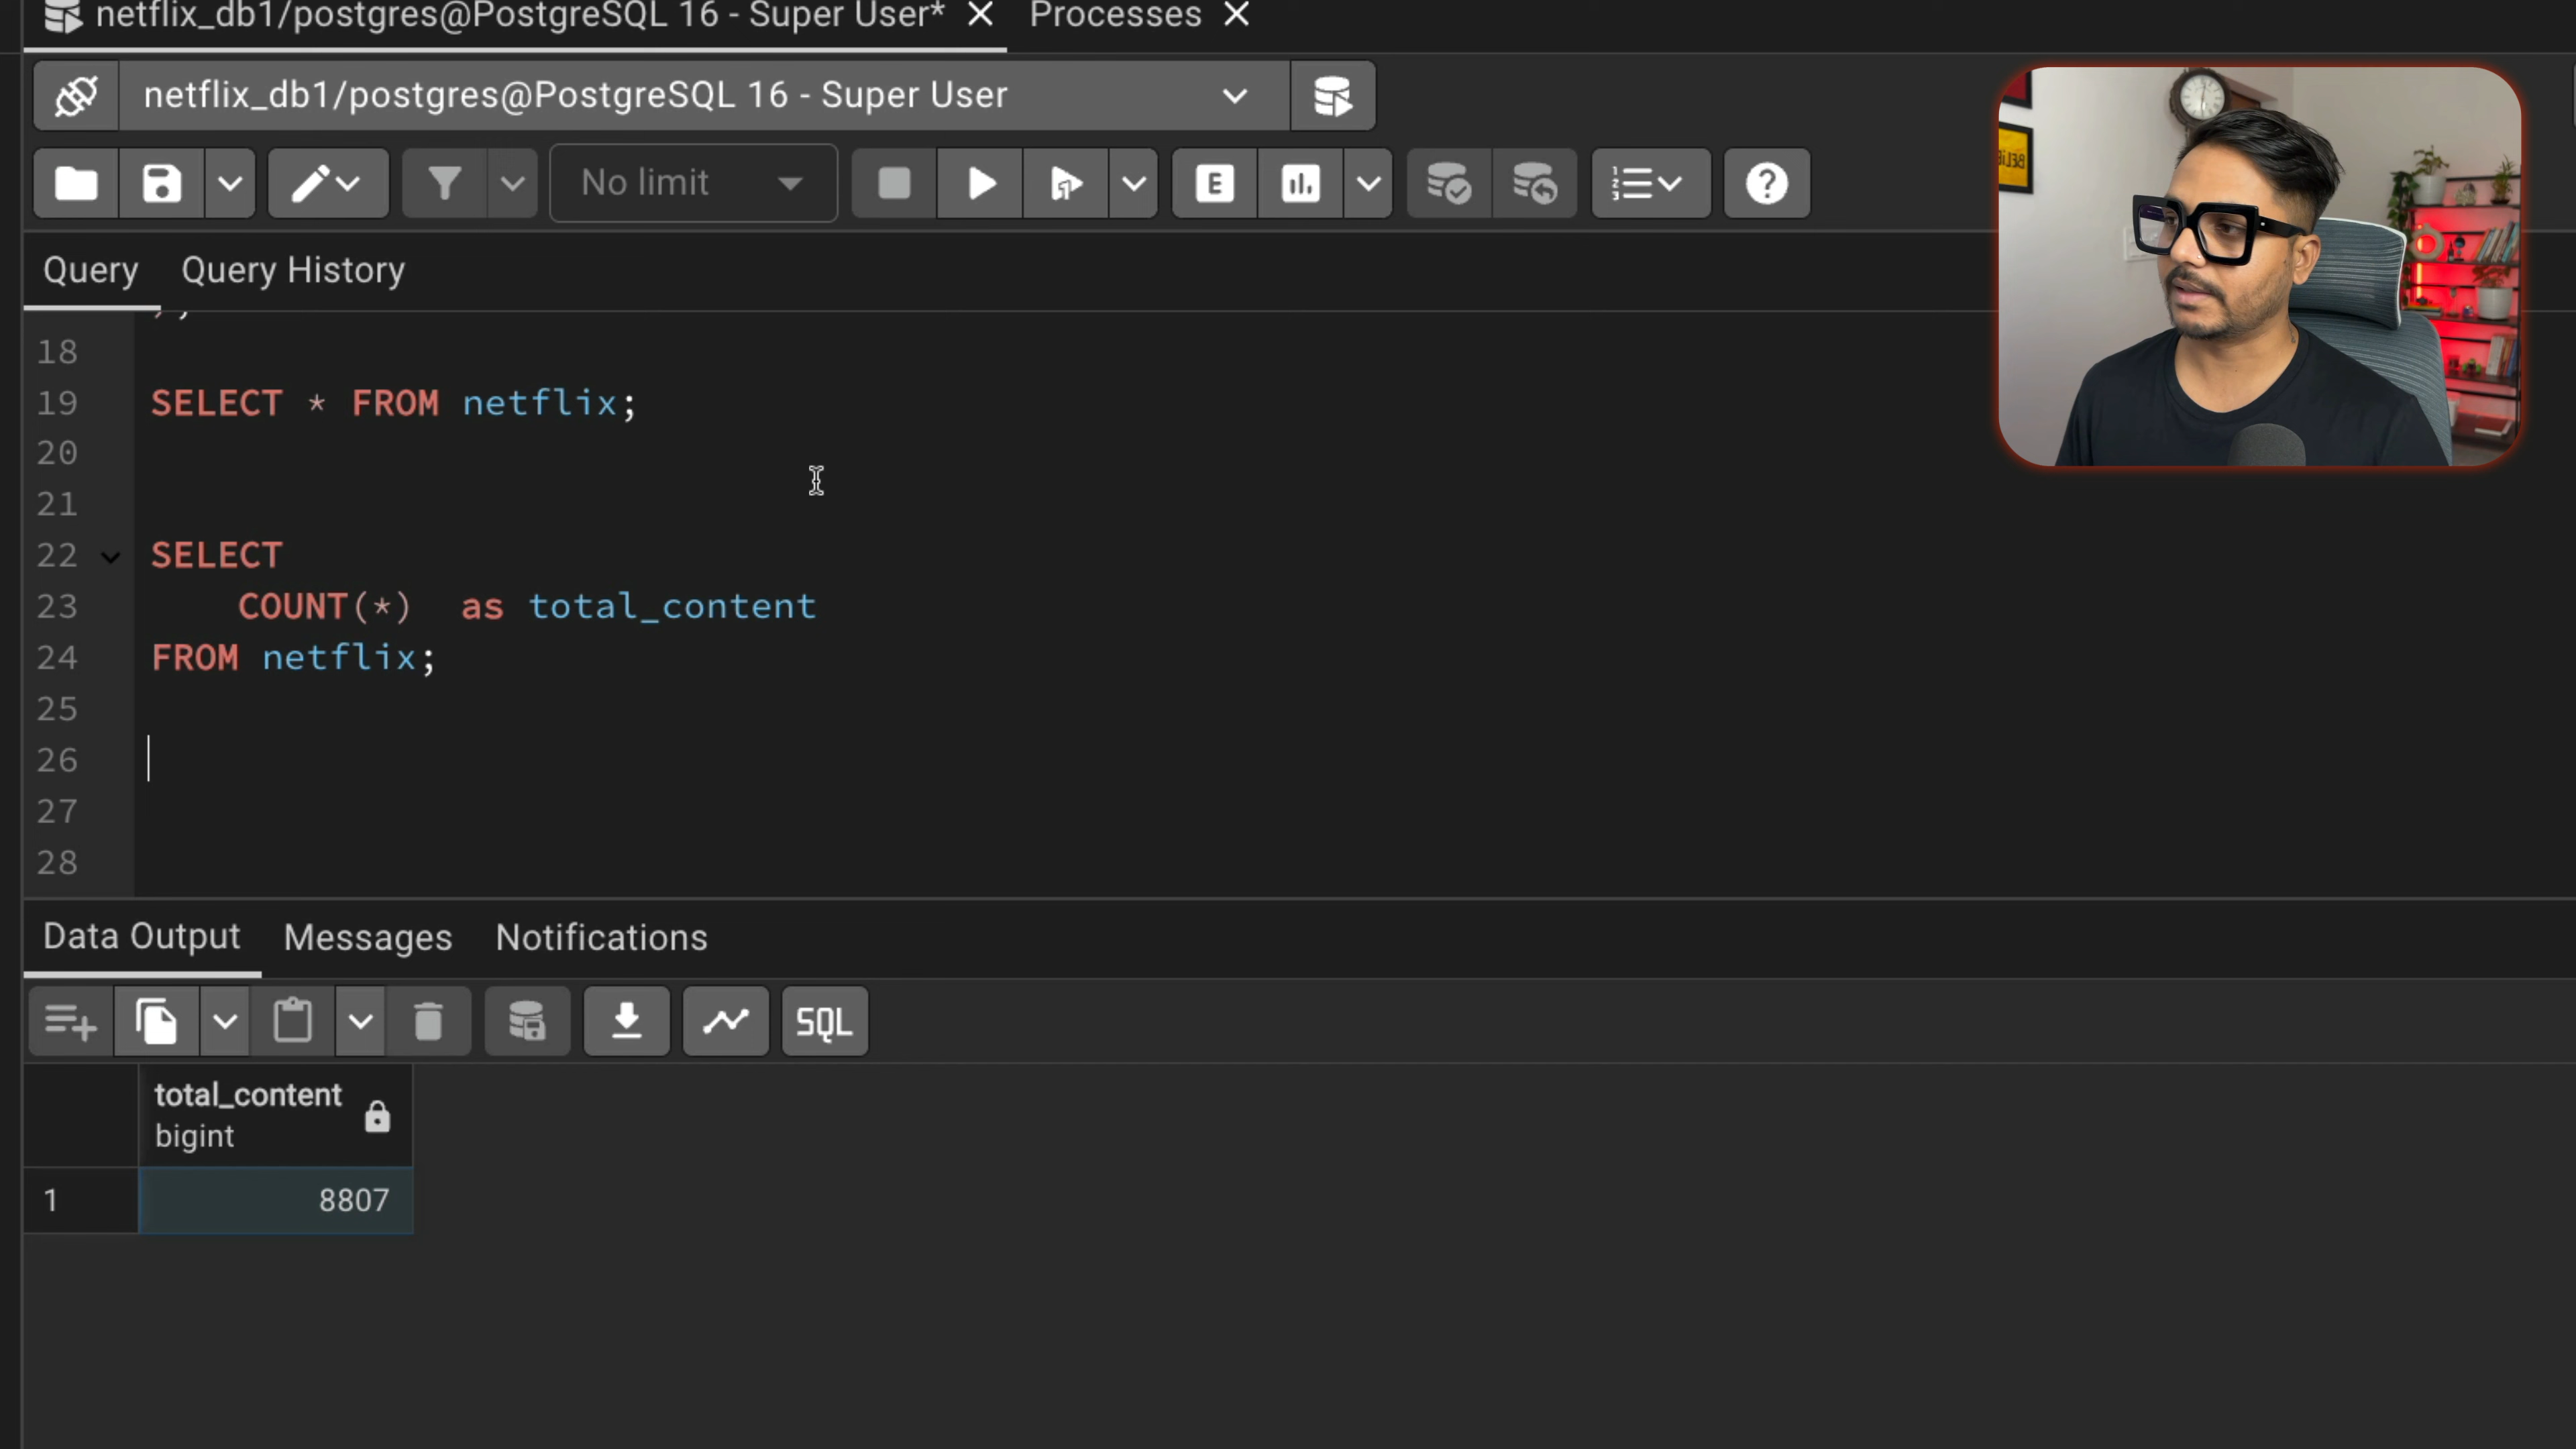 netflix_db1/postgres@PostgreSQL 16 - Super User* Processes
netflix_db1/postgres@PostgreSQL 16 - Super User
No limit
E
Query Query History
18
19 SELECT * FROM netflix;
20
21
22 SELECT
23 COUNT(*) as total_content
24 FROM netflix;
25
26
27
28
Data Output Messages Notifications
SQL
total_content
bigint
1 8807